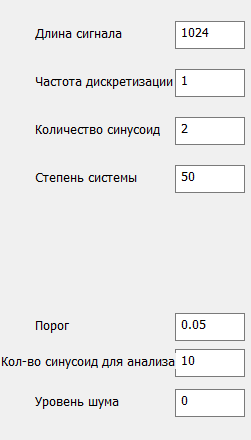 Длина сигнала 1024
Частота дискретизации 1
Количество синусоид 2
Степень системы 50
Порог 0.05
Кол-во синусоид для анализа 10
Уровень шума 0